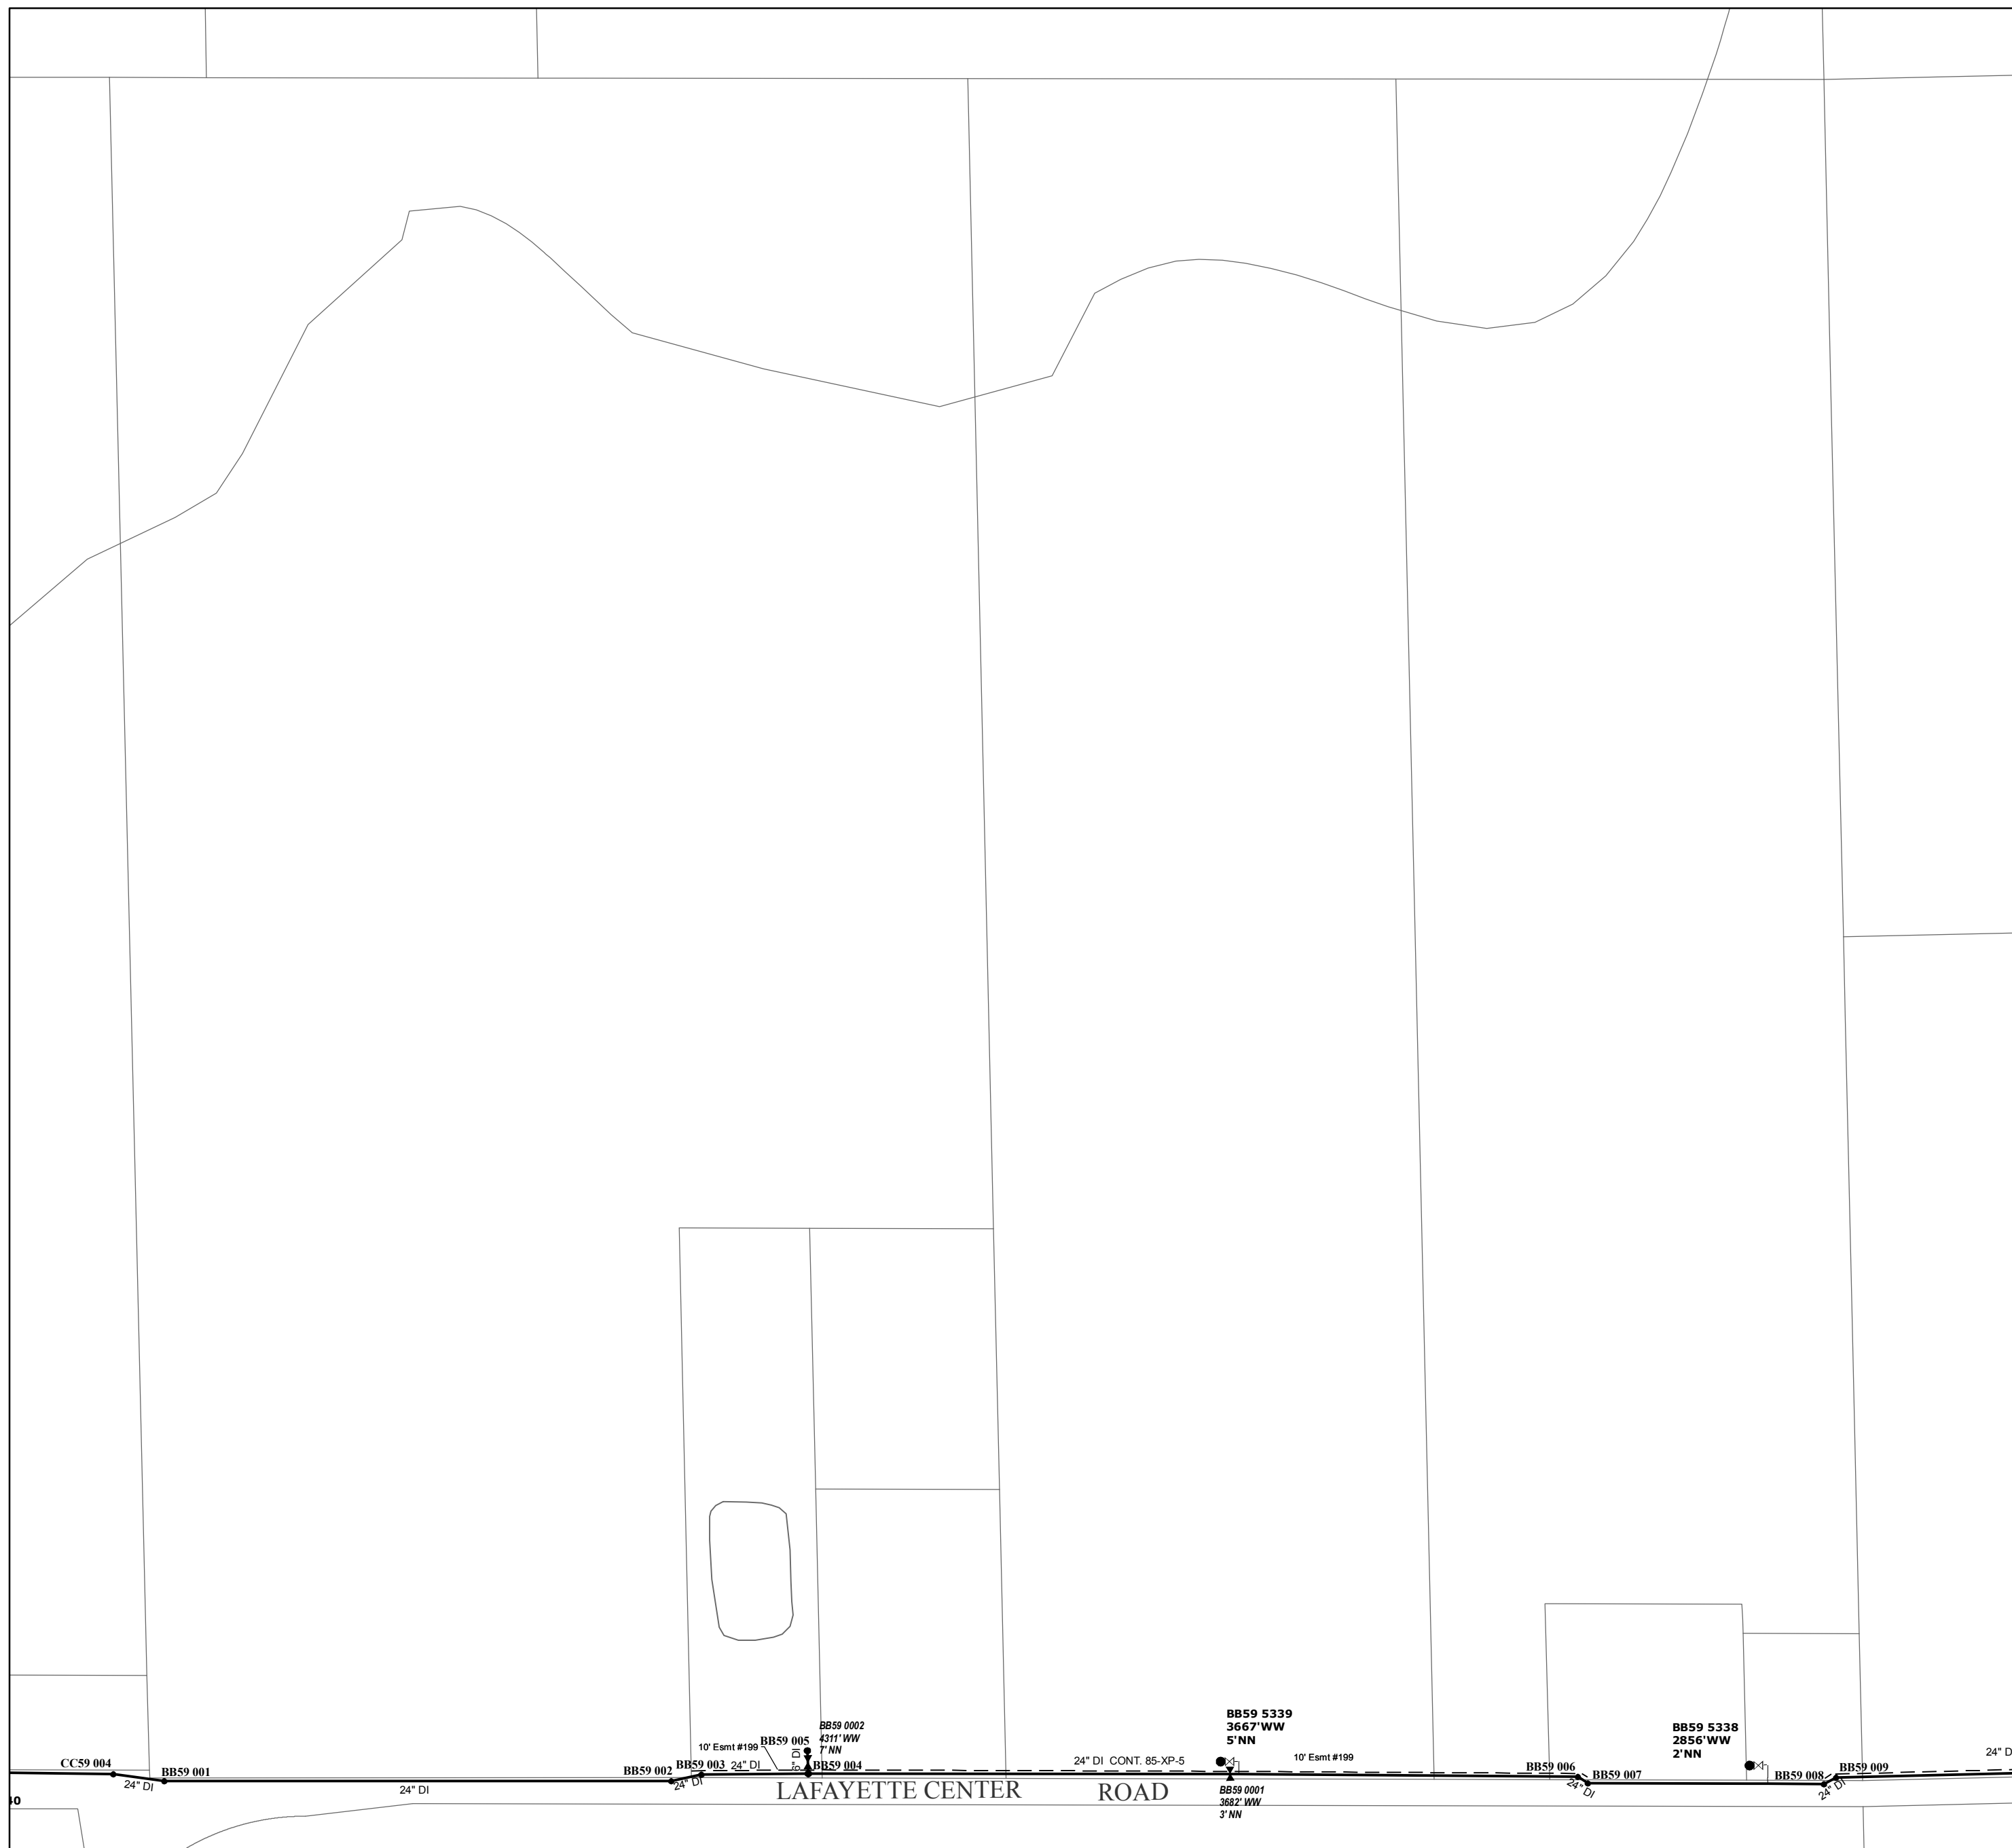 BB59 5339
3667'WW
5'NN
BB59 5338
2856'WW
2'NN
BB59 0002
4311' WW
7' NN
BB59 005
10' Esmt #199
6" DI
CC59 004
24" DI
BB59 001
24" DI
BB59 002
24" DI
BB59 003
24" DI
BB59 004
24" DI CONT. 85-XP-5
10' Esmt #199
BB59 006
BB59 007
24" DI
BB59 008
BB59 009
24" DI
24" D
LAFAYETTE CENTER ROAD
BB59 0001
3682' WW
3' NN
40